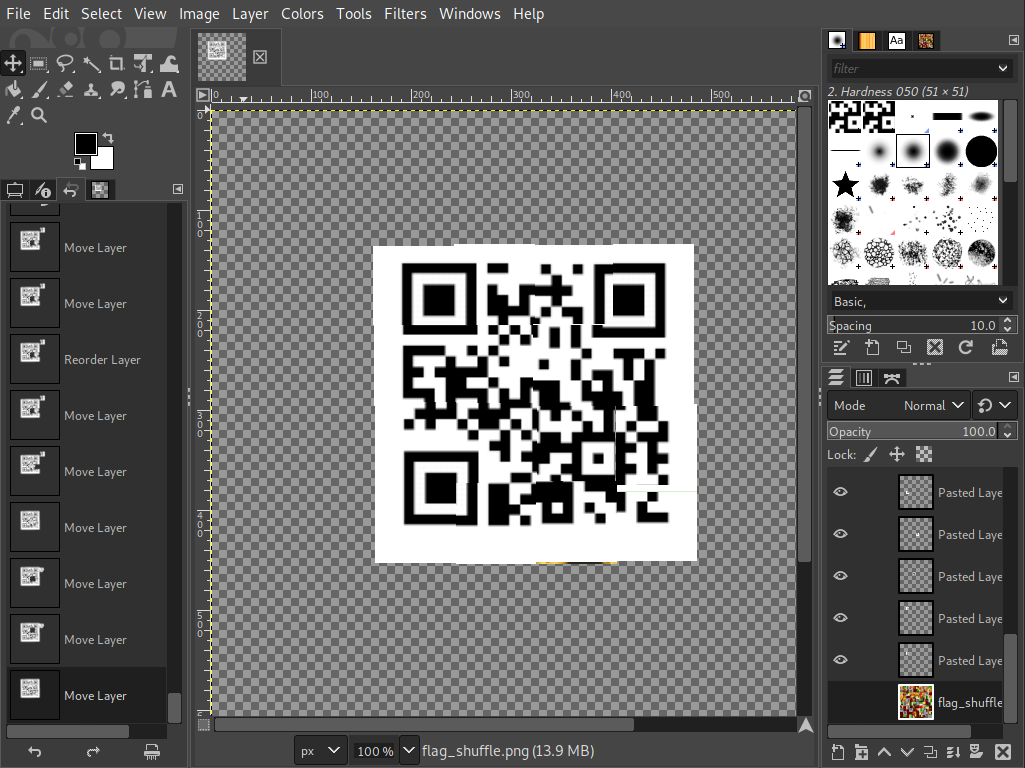 File Edit Select View Image Layer Colors Tools Filters Windows Help
filter
2. Hardness 050 (51 × 51)
0 100 200 300 400 500
0
100
200
300
400
500
Move Layer
Move Layer
Reorder Layer
Move Layer
Move Layer
Move Layer
Move Layer
Move Layer
Move Layer
Basic,
Spacing 10.0
Mode Normal
Opacity 100.0
Lock:
Pasted Laye
Pasted Laye
Pasted Laye
Pasted Laye
Pasted Laye
flag_shuffle
px 100 % flag_shuffle.png (13.9 MB)